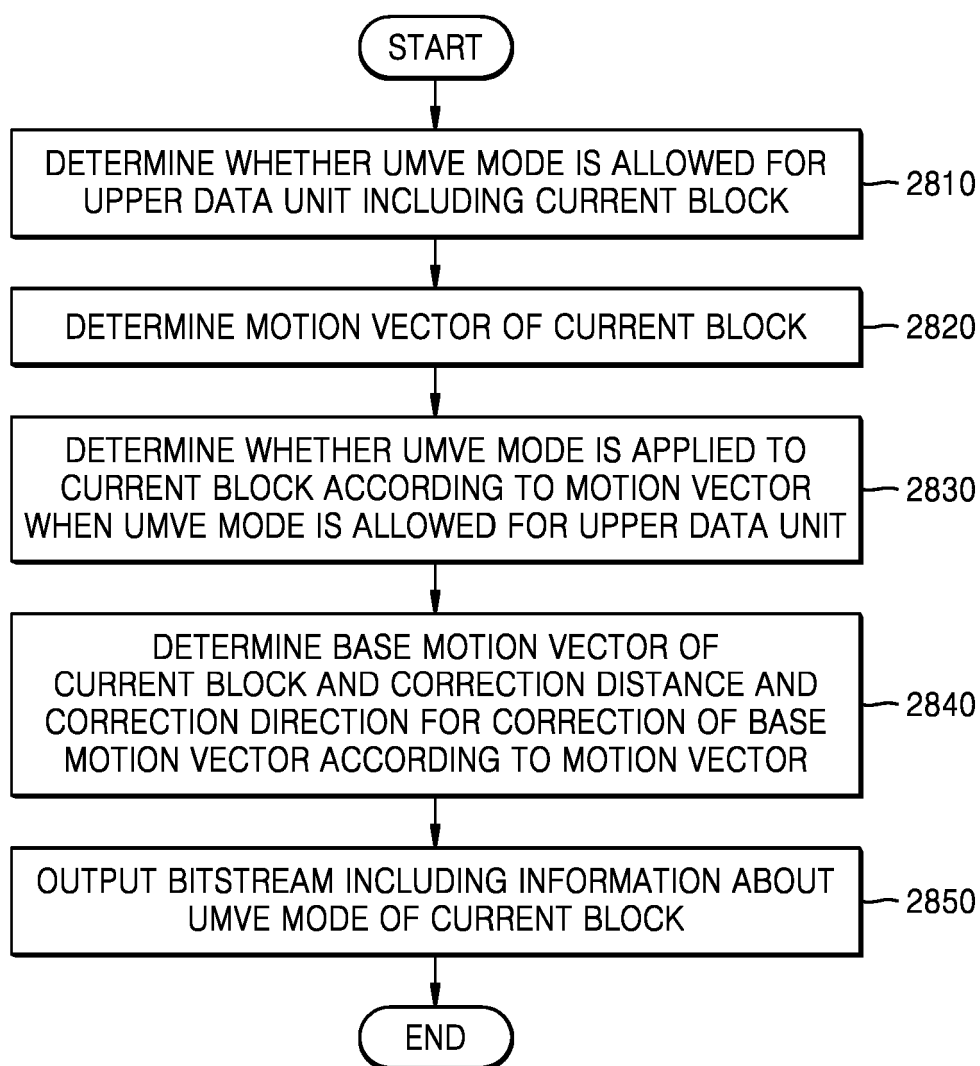 START
DETERMINE WHETHER UMVE MODE IS ALLOWED FOR
UPPER DATA UNIT INCLUDING CURRENT BLOCK
2810
DETERMINE MOTION VECTOR OF CURRENT BLOCK
2820
DETERMINE WHETHER UMVE MODE IS APPLIED TO
CURRENT BLOCK ACCORDING TO MOTION VECTOR
WHEN UMVE MODE IS ALLOWED FOR UPPER DATA UNIT
2830
DETERMINE BASE MOTION VECTOR OF
CURRENT BLOCK AND CORRECTION DISTANCE AND
CORRECTION DIRECTION FOR CORRECTION OF BASE
MOTION VECTOR ACCORDING TO MOTION VECTOR
2840
OUTPUT BITSTREAM INCLUDING INFORMATION ABOUT
UMVE MODE OF CURRENT BLOCK
2850
END